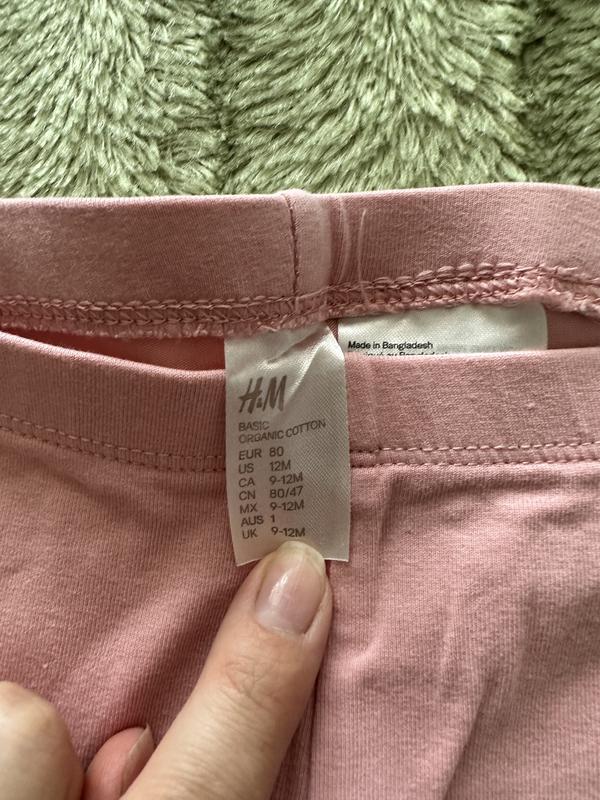 H&M
BASIC
ORGANIC COTTON
EUR 80
US 12M
CA 9-12M
CN 80/47
MX 9-12M
AUS 1
UK 9-12M
Made in Bangladesh